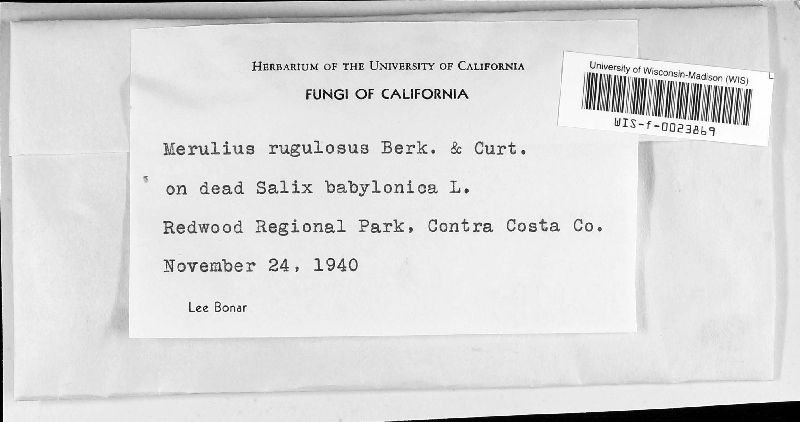 HERBARIUM OF THE UNIVERSITY OF CALIFORNIA
FUNGI OF CALIFORNIA
University of Wisconsin-Madison (WIS)
WIS-f-0023869
Merulius rugulosus Berk. & Curt.
on dead Salix babylonica L.
Redwood Regional Park, Contra Costa Co.
November 24, 1940
Lee Bonar